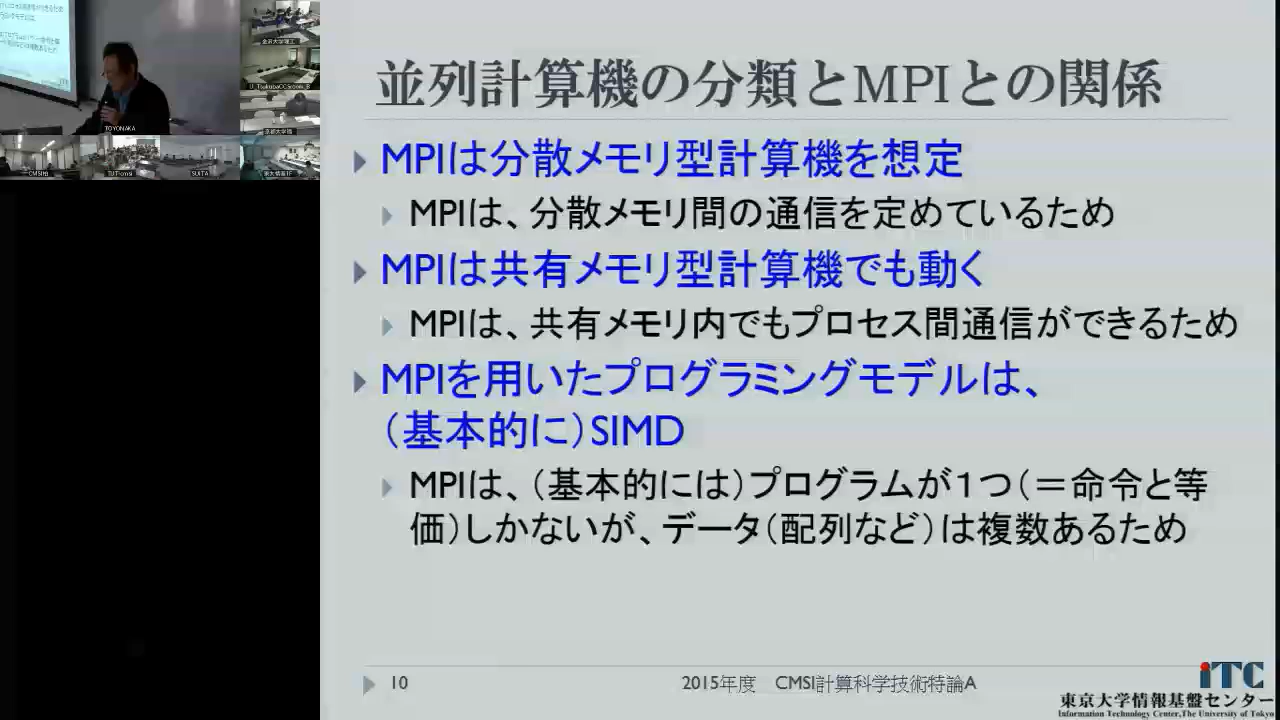 並列計算機の分類とMPIとの関係
MPIは分散メモリ型計算機を想定
MPIは、分散メモリ間の通信を定めているため
MPIは共有メモリ型計算機でも動く
MPIは、共有メモリ内でもプロセス間通信ができるため
MPIを用いたプログラミングモデルは、
（基本的に）SIMD
MPIは、（基本的には）プログラムが１つ（＝命令と等
価）しかないが、データ（配列など）は複数あるため
10
2015年度　CMSI計算科学技術特論A
iTC
東京大学情報基盤センター
Information Technology Center,The University of Tokyo
TOYONAKA
SUITA